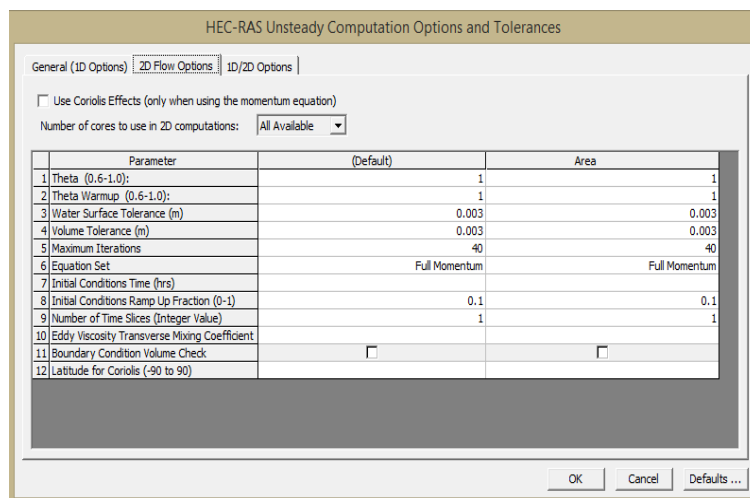 HEC-RAS Unsteady Computation Options and Tolerances
General (1D Options) 2D Flow Options 1D/2D Options
Use Coriolis Effects (only when using the momentum equation)
Number of cores to use in 2D computations: All Available
Parameter (Default) Area
1 Theta (0.6-1.0): 1 1
2 Theta Warmup (0.6-1.0): 1 1
3 Water Surface Tolerance (m) 0.003 0.003
4 Volume Tolerance (m) 0.003 0.003
5 Maximum Iterations 40 40
6 Equation Set Full Momentum Full Momentum
7 Initial Conditions Time (hrs)
8 Initial Conditions Ramp Up Fraction (0-1) 0.1 0.1
9 Number of Time Slices (Integer Value) 1 1
10 Eddy Viscosity Transverse Mixing Coefficient
11 Boundary Condition Volume Check
12 Latitude for Coriolis (-90 to 90)
OK Cancel Defaults ...